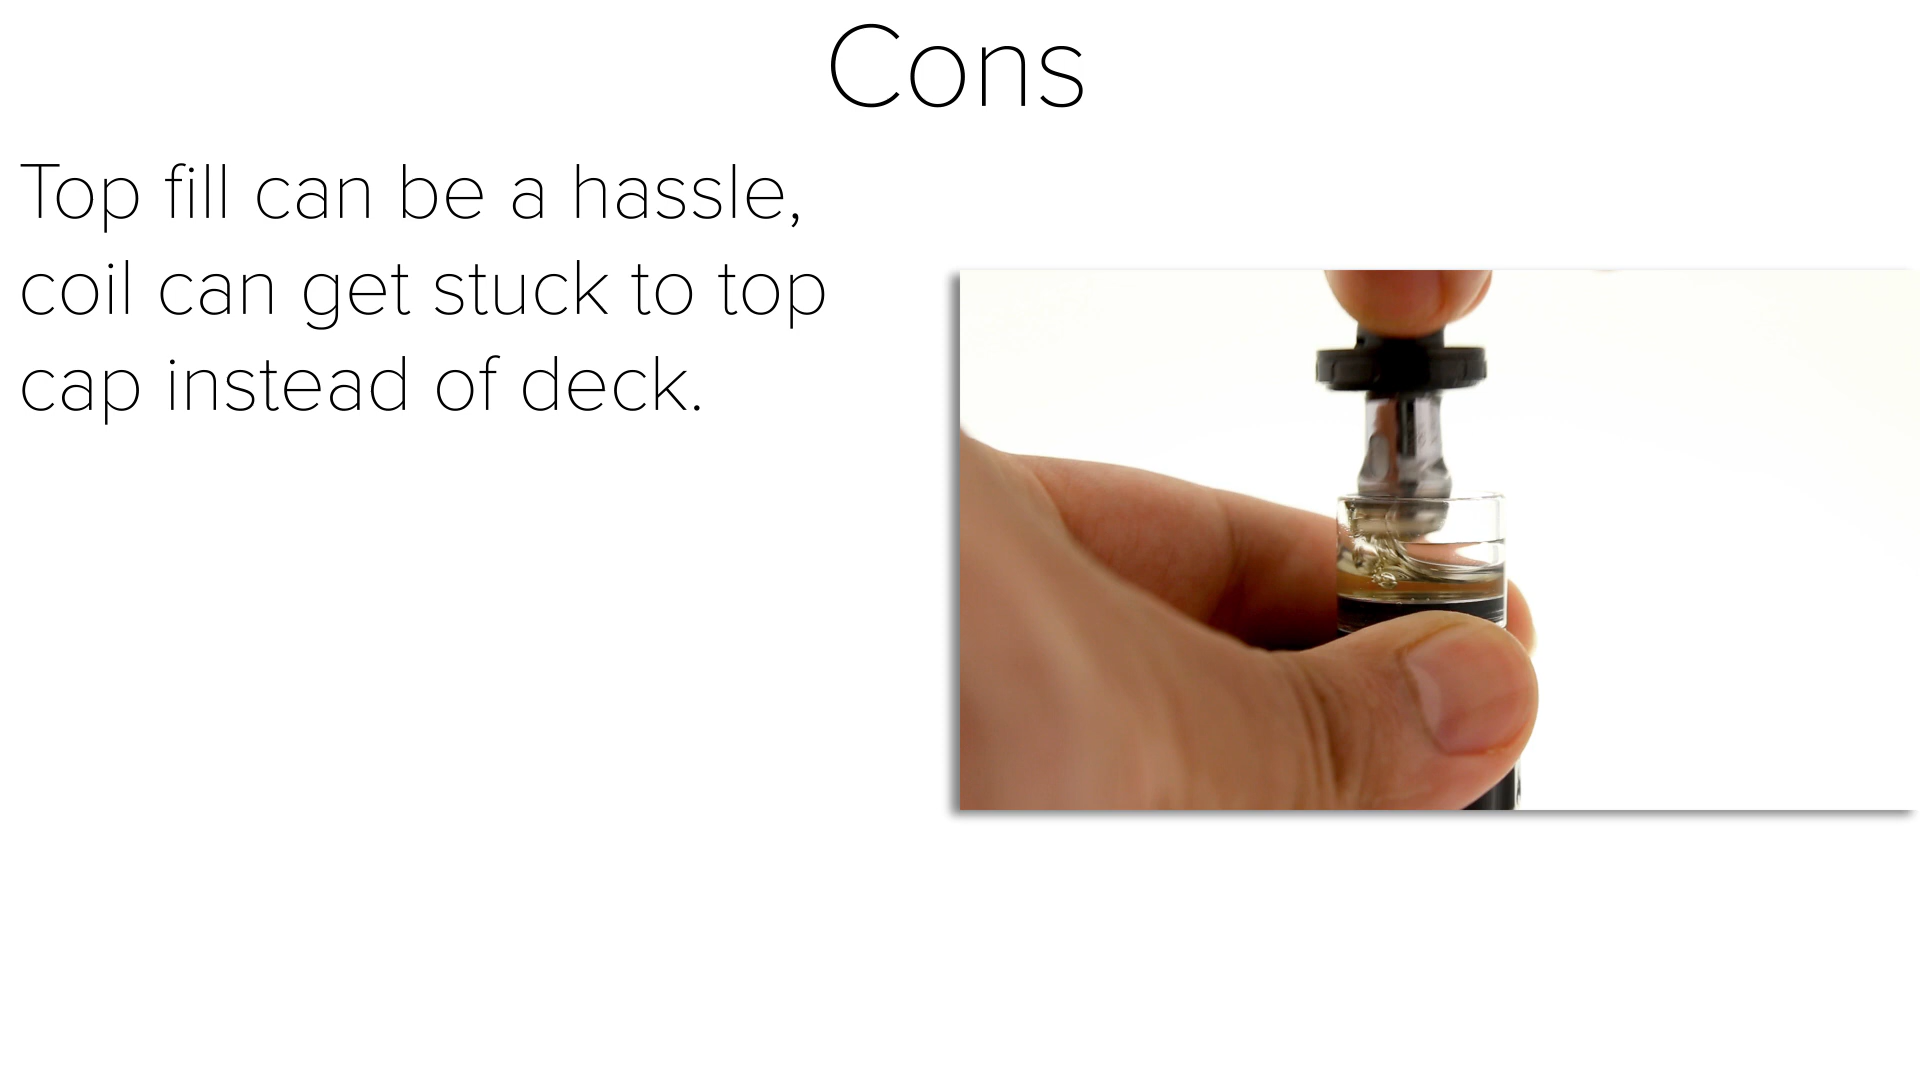 Cons
Top fill can be a hassle,
coil can get stuck to top
cap instead of deck.